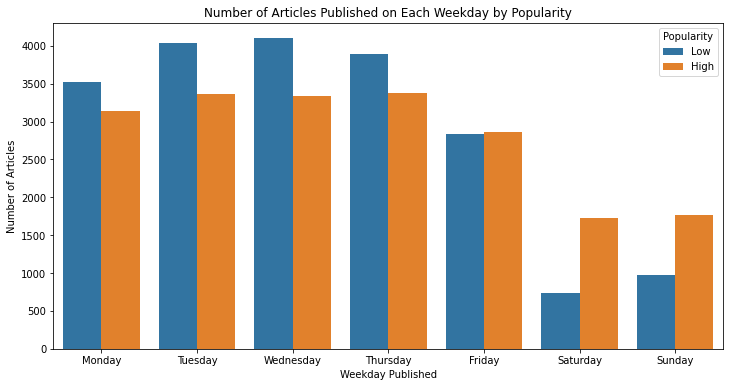 Number of Articles Published on Each Weekday by Popularity
Popularity
Low
High
4000
3500
3000
2500
2000
1500
1000
500
0
Number of Articles
Monday Tuesday Wednesday Thursday Friday Saturday Sunday
Weekday Published